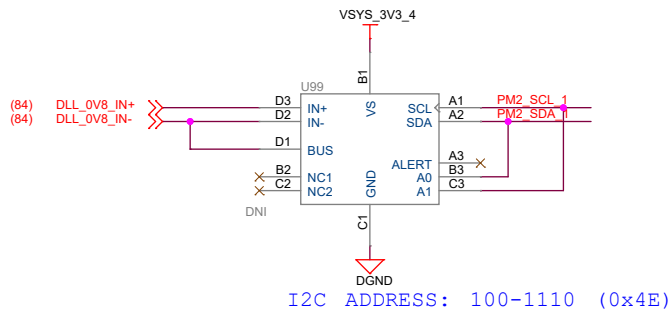 VSYS_3V3_4
U99
B1
VS
(84) DLL_0V8_IN+ D3 IN+ SCL A1 PM2_SCL_1
(84) DLL_0V8_IN- D2 IN- SDA A2 PM2_SDA_1
D1 BUS
ALERT A3
B2 NC1 A0 B3
C2 NC2 A1 C3
GND
DNI
C1
DGND
I2C ADDRESS: 100-1110 (0x4E)